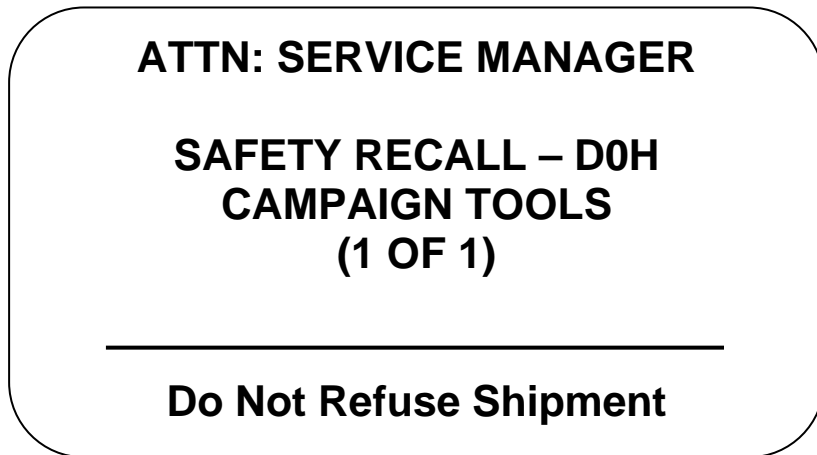 ATTN: SERVICE MANAGER
SAFETY RECALL – D0H
CAMPAIGN TOOLS
(1 OF 1)
Do Not Refuse Shipment